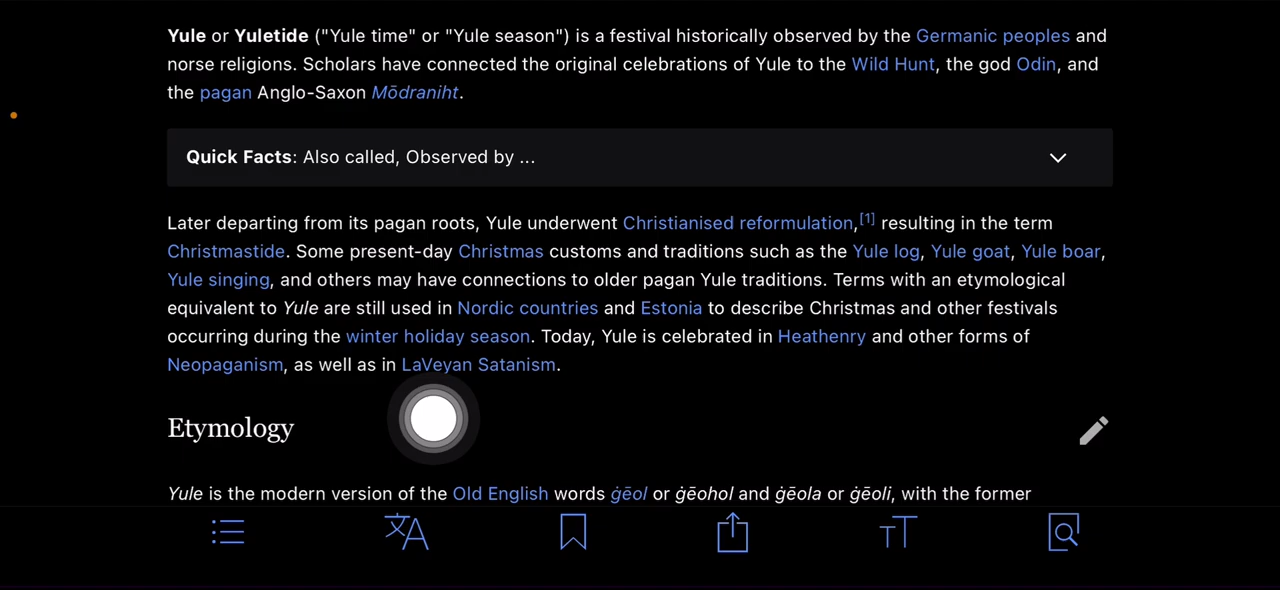 Yule or Yuletide ("Yule time" or "Yule season") is a festival historically observed by the Germanic peoples and
norse religions. Scholars have connected the original celebrations of Yule to the Wild Hunt, the god Odin, and
the pagan Anglo-Saxon Mōdraniht.
Quick Facts: Also called, Observed by ...
Later departing from its pagan roots, Yule underwent Christianised reformulation,[1] resulting in the term
Christmastide. Some present-day Christmas customs and traditions such as the Yule log, Yule goat, Yule boar,
Yule singing, and others may have connections to older pagan Yule traditions. Terms with an etymological
equivalent to Yule are still used in Nordic countries and Estonia to describe Christmas and other festivals
occurring during the winter holiday season. Today, Yule is celebrated in Heathenry and other forms of
Neopaganism, as well as in LaVeyan Satanism.
Etymology
Yule is the modern version of the Old English words ġēol or ġēohol and ġēola or ġēoli, with the former
文A TT